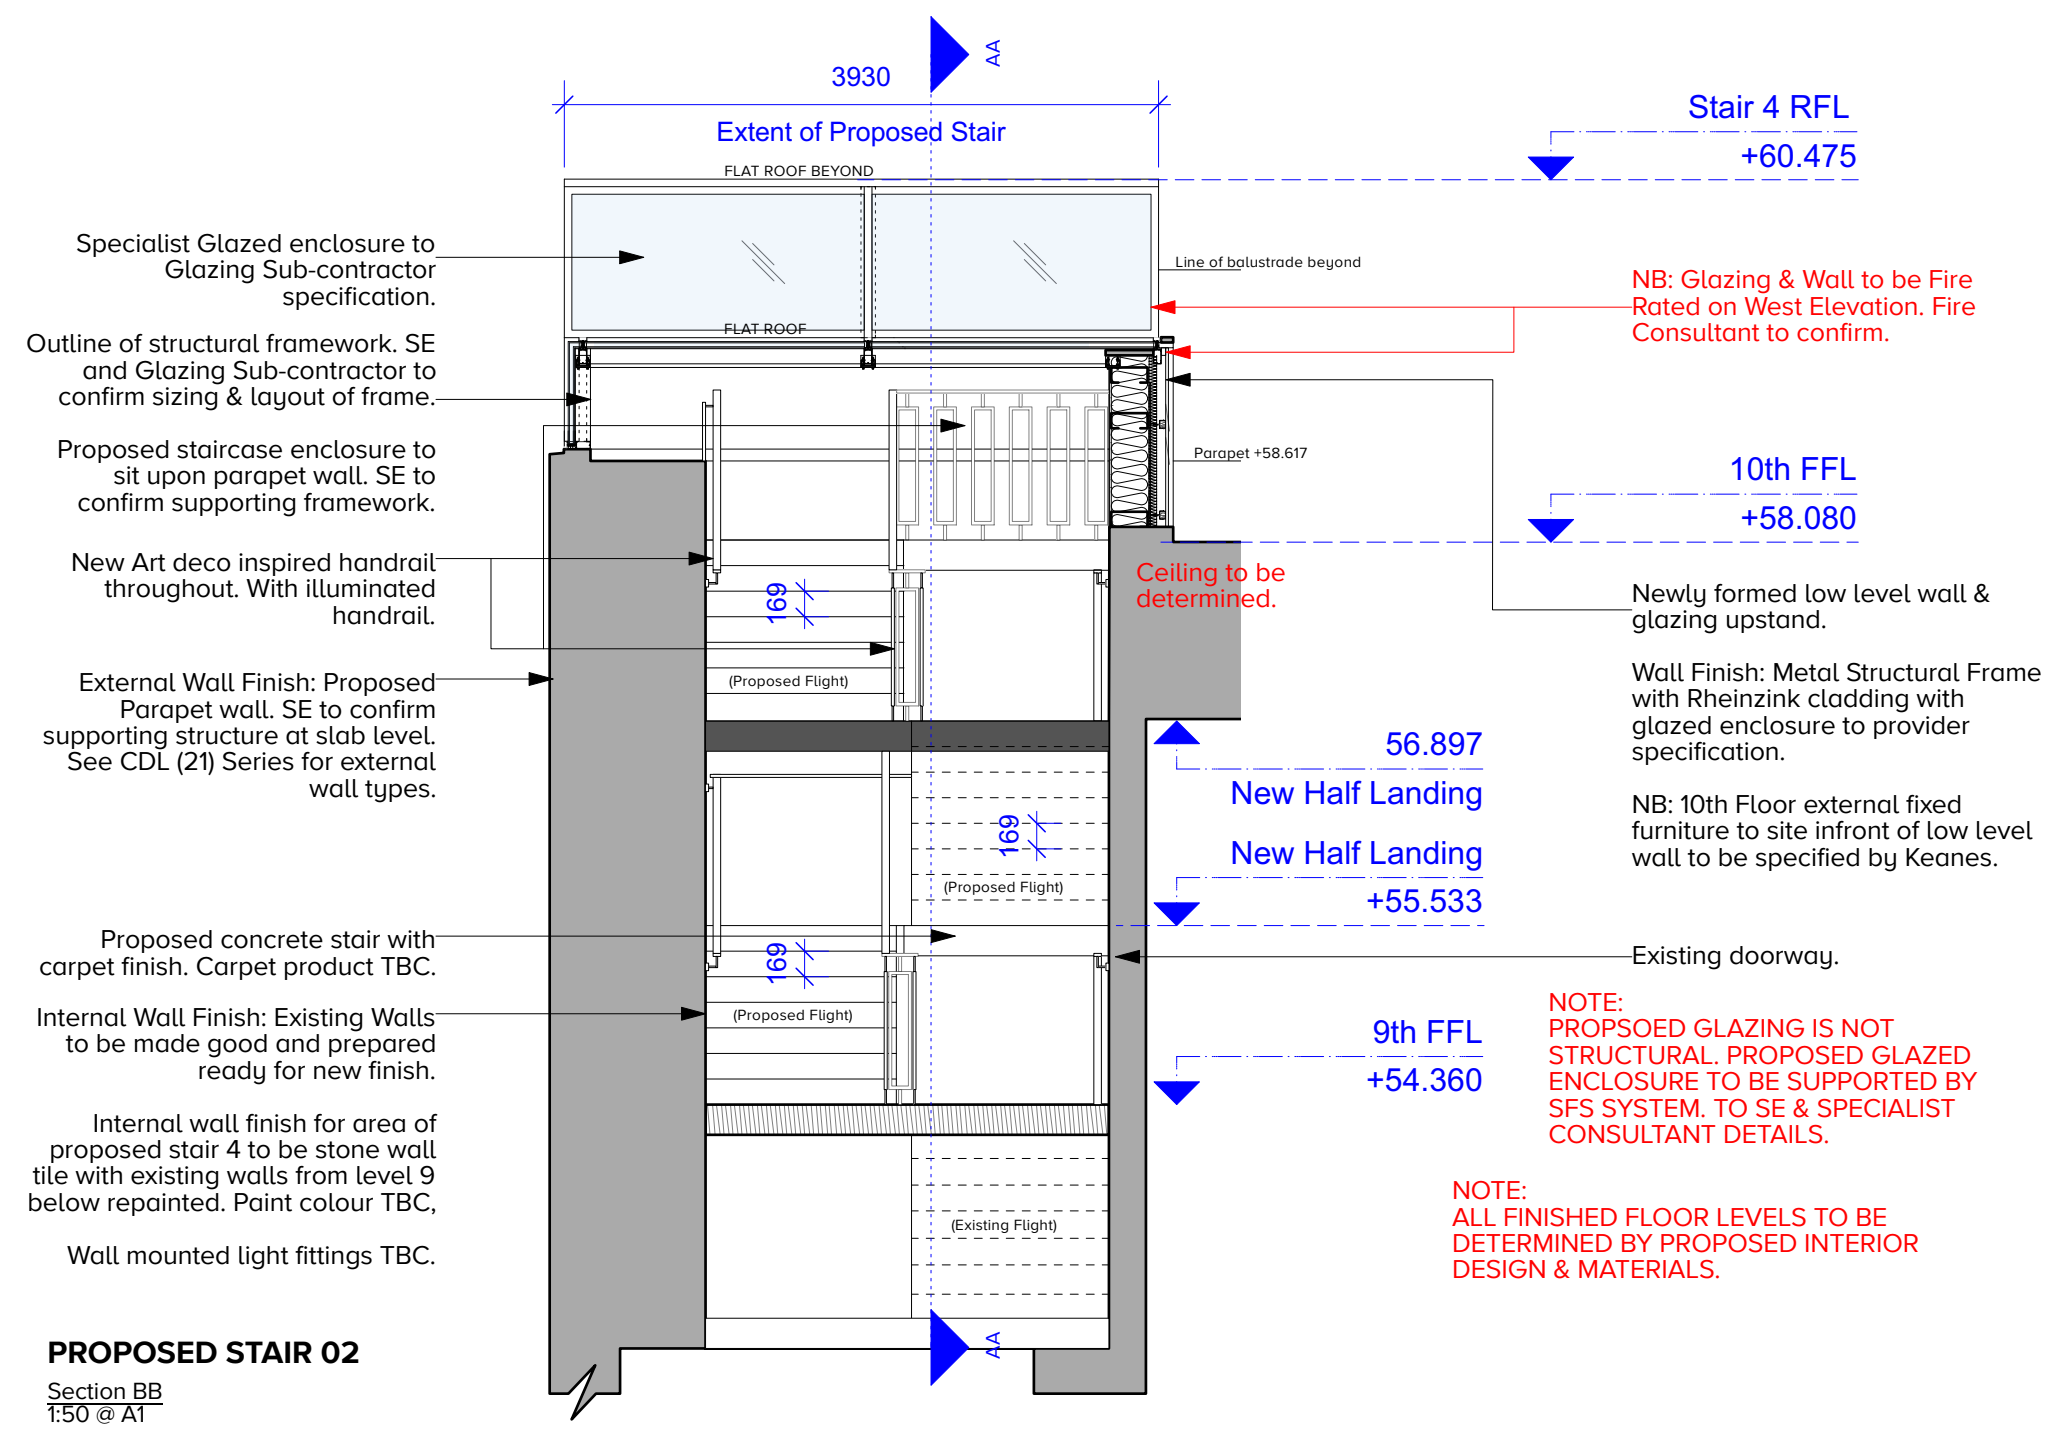 AA
3930
Extent of Proposed Stair
FLAT ROOF BEYOND
Stair 4 RFL
+60.475
Specialist Glazed enclosure to
Glazing Sub-contractor
specification.
Line of balustrade beyond
NB: Glazing & Wall to be Fire
Rated on West Elevation. Fire
Consultant to confirm.
FLAT ROOF
Outline of structural framework. SE
and Glazing Sub-contractor to
confirm sizing & layout of frame.
Proposed staircase enclosure to
sit upon parapet wall. SE to
confirm supporting framework.
Parapet +58.617
10th FFL
+58.080
New Art deco inspired handrail
throughout. With illuminated
handrail.
169
Ceiling to be
determined.
Newly formed low level wall &
glazing upstand.
Wall Finish: Metal Structural Frame
with Rheinzink cladding with
glazed enclosure to provider
specification.
NB: 10th Floor external fixed
furniture to site infront of low level
wall to be specified by Keanes.
External Wall Finish: Proposed
Parapet wall. SE to confirm
supporting structure at slab level.
See CDL (21) Series for external
wall types.
(Proposed Flight)
56.897
New Half Landing
169
New Half Landing
+55.533
(Proposed Flight)
Proposed concrete stair with
carpet finish. Carpet product TBC.
169
Existing doorway.
Internal Wall Finish: Existing Walls
to be made good and prepared
ready for new finish.
(Proposed Flight)
9th FFL
+54.360
NOTE:
PROPSOED GLAZING IS NOT
STRUCTURAL. PROPOSED GLAZED
ENCLOSURE TO BE SUPPORTED BY
SFS SYSTEM. TO SE & SPECIALIST
CONSULTANT DETAILS.
Internal wall finish for area of
proposed stair 4 to be stone wall
tile with existing walls from level 9
below repainted. Paint colour TBC,
Wall mounted light fittings TBC.
(Existing Flight)
NOTE:
ALL FINISHED FLOOR LEVELS TO BE
DETERMINED BY PROPOSED INTERIOR
DESIGN & MATERIALS.
AA
PROPOSED STAIR 02
Section BB
1:50 @ A1